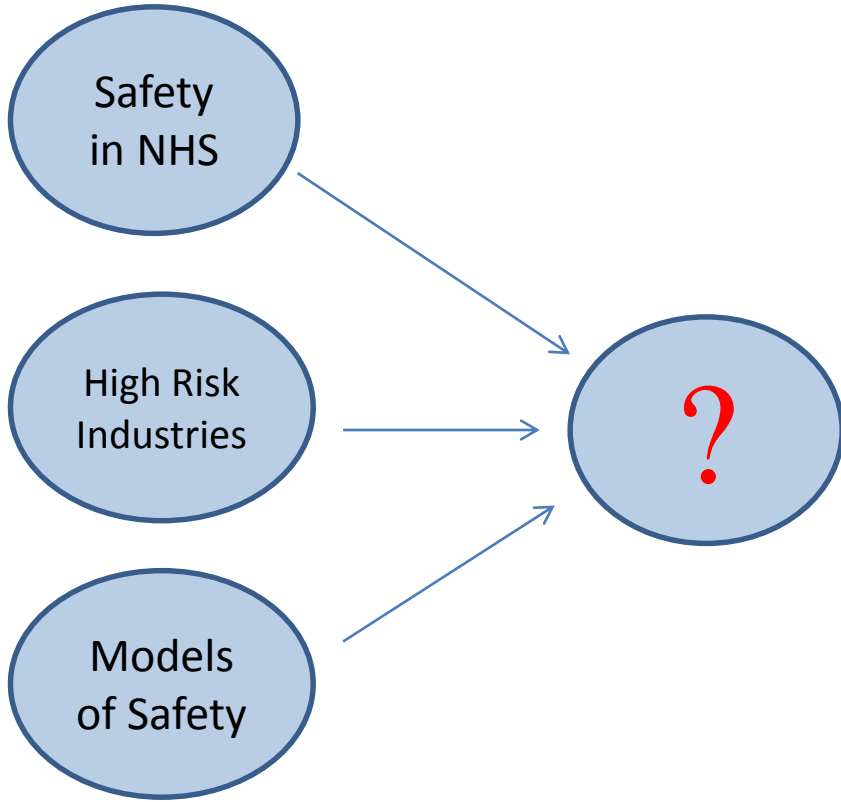 Safety
in NHS
High Risk
Industries
?
Models
of Safety